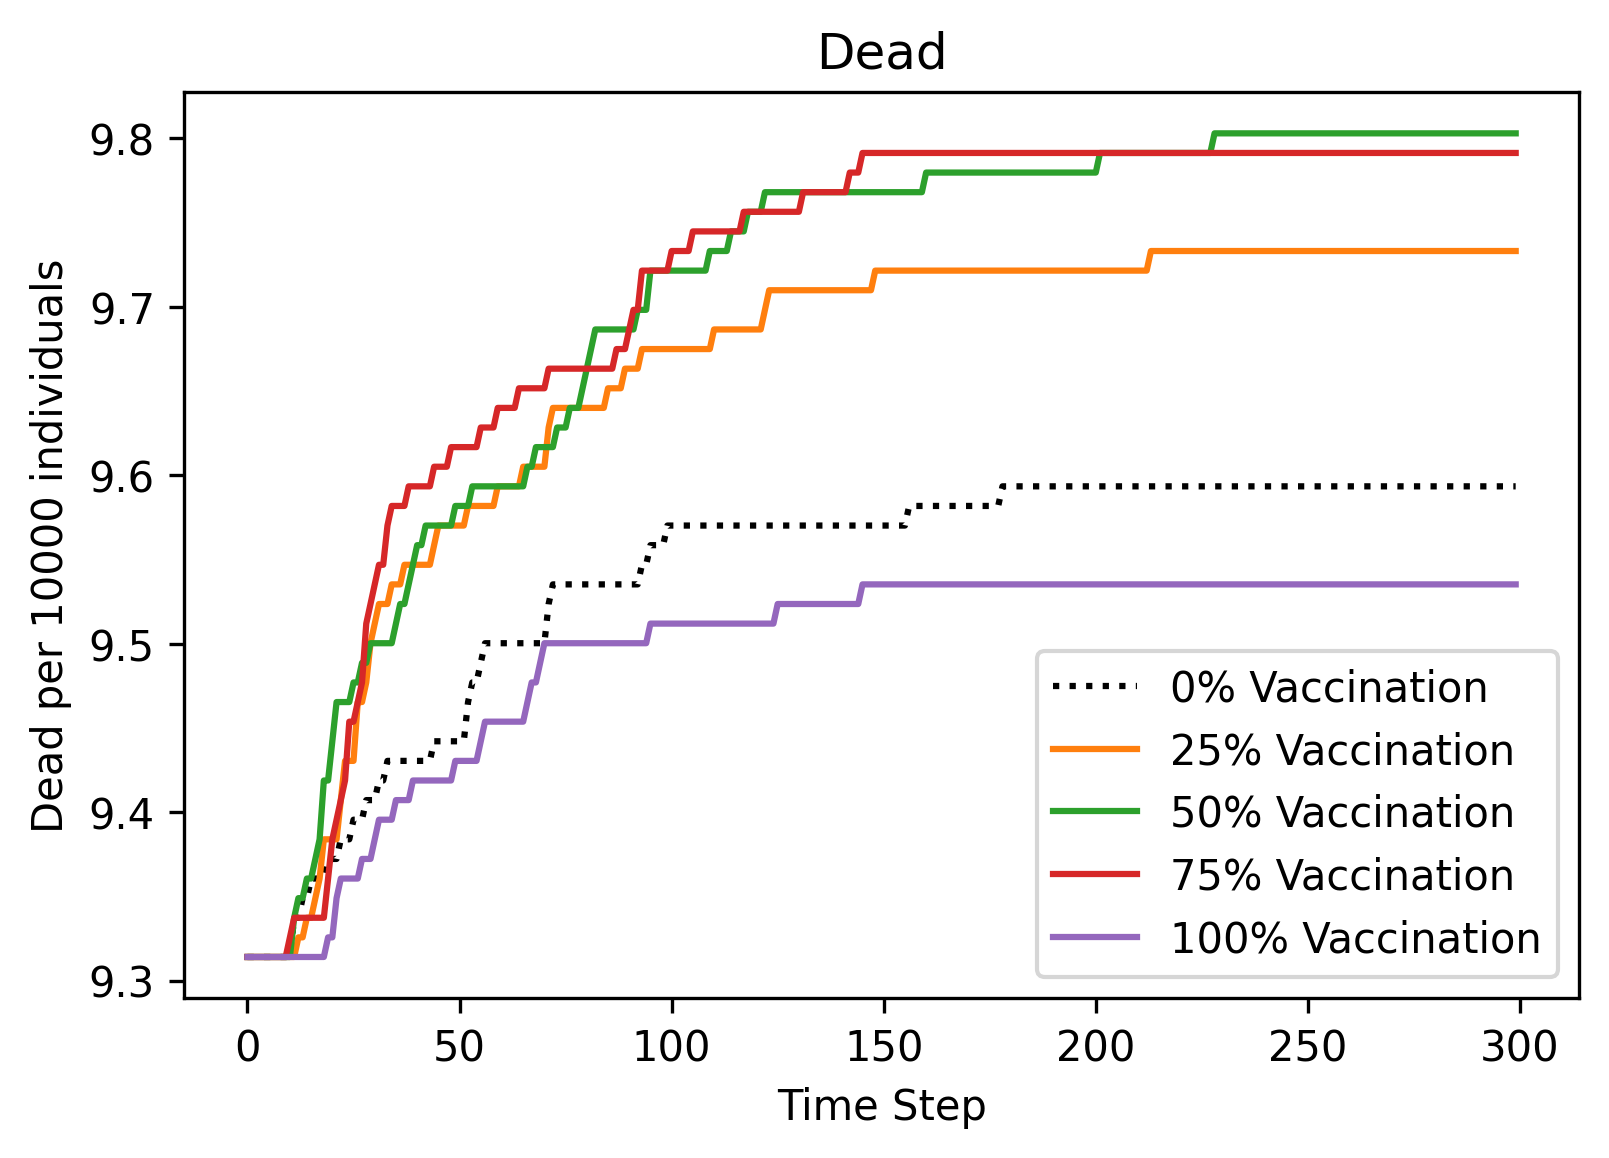 Dead
Dead per 10000 individuals
9.8
9.7
9.6
9.5
9.4
9.3
0% Vaccination
25% Vaccination
50% Vaccination
75% Vaccination
100% Vaccination
0 50 100 150 200 250 300
Time Step